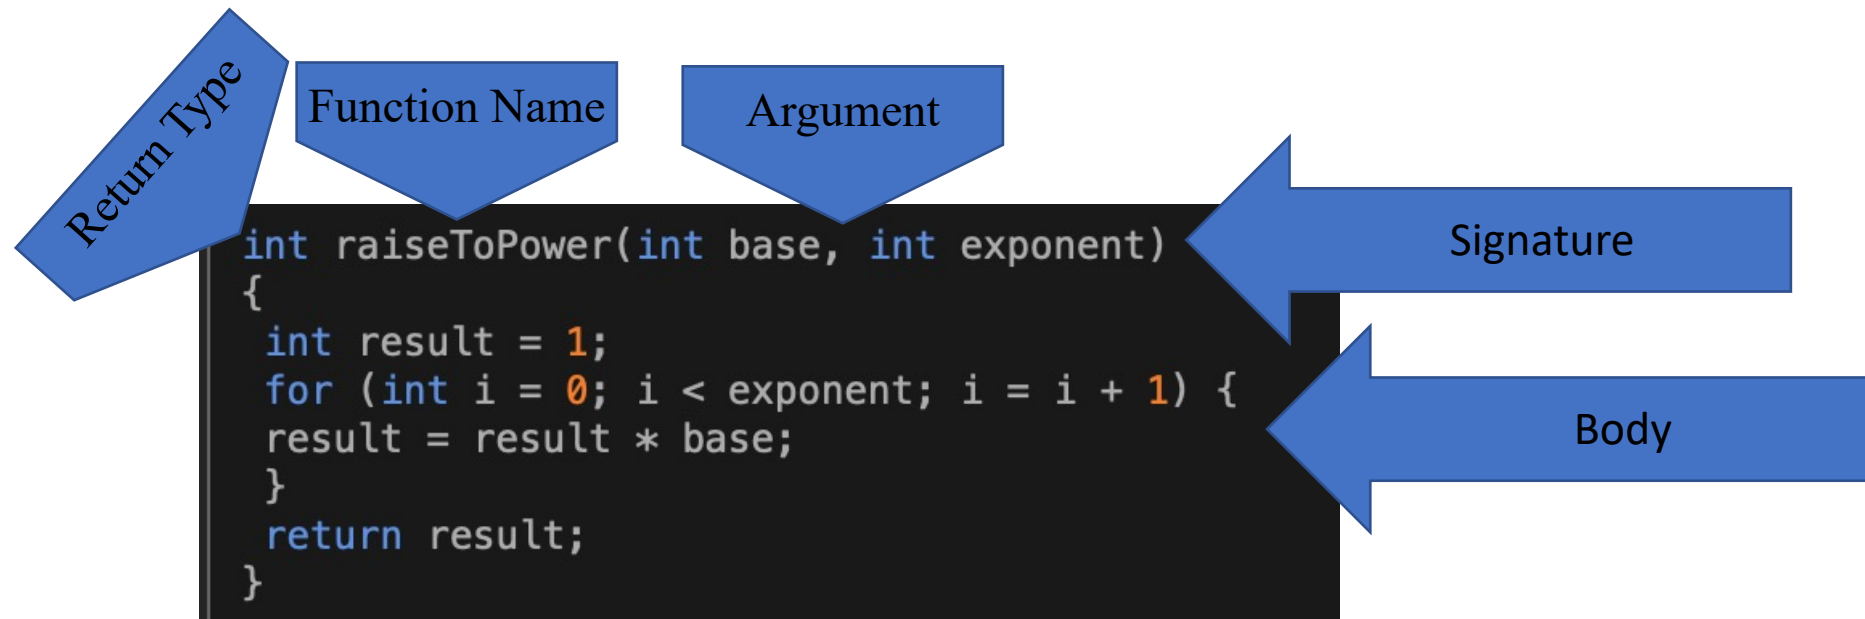 Return Type
Function Name
Argument
int raiseToPower(int base, int exponent)
Signature
{
int result = 1;
for (int i = 0; i < exponent; i = i + 1) {
Body
result = result * base;
}
return result;
}